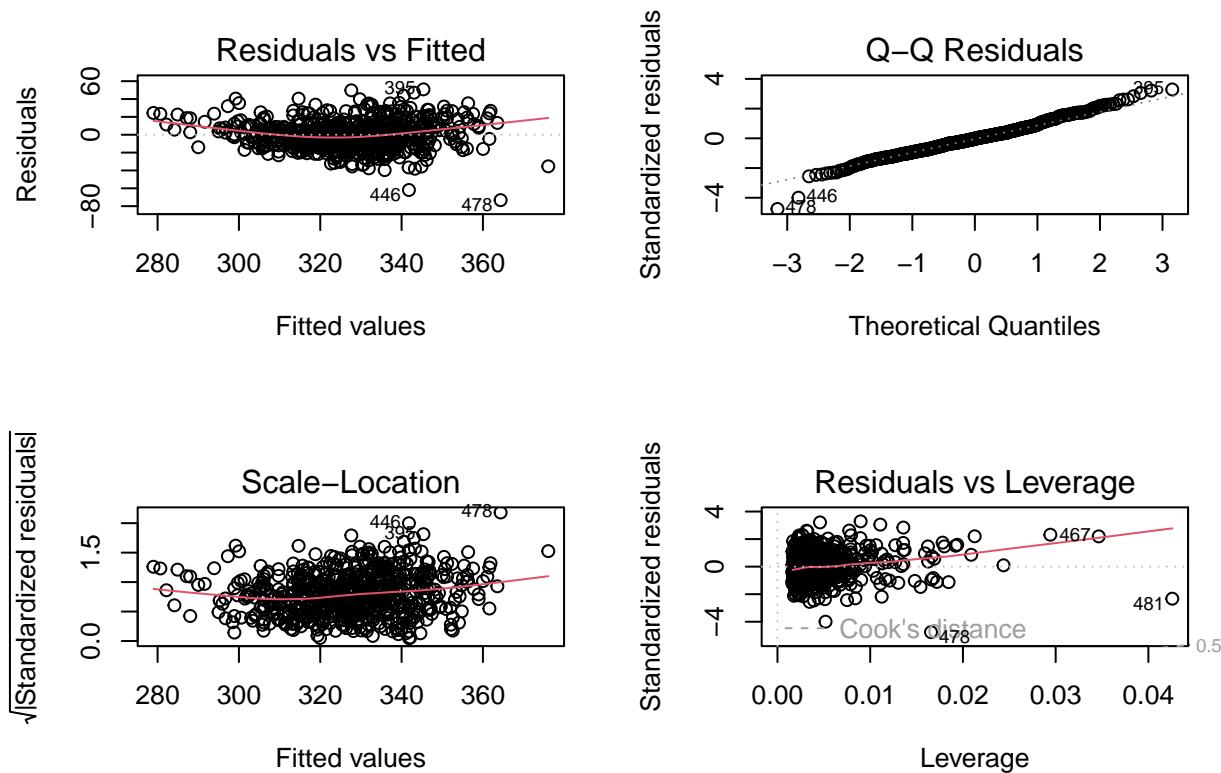 Residuals vs Fitted
Residuals
60
0
−80
395
446
478
280 300 320 340 360
Fitted values
Q−Q Residuals
Standardized residuals
4
0
−4
395
446
478
−3 −2 −1 0 1 2 3
Theoretical Quantiles
Scale−Location
√|Standardized residuals|
1.5
0.0
478
446
395
280 300 320 340 360
Fitted values
Residuals vs Leverage
Standardized residuals
4
0
−4
467
481
Cook's distance
478
0.5
0.00 0.01 0.02 0.03 0.04
Leverage